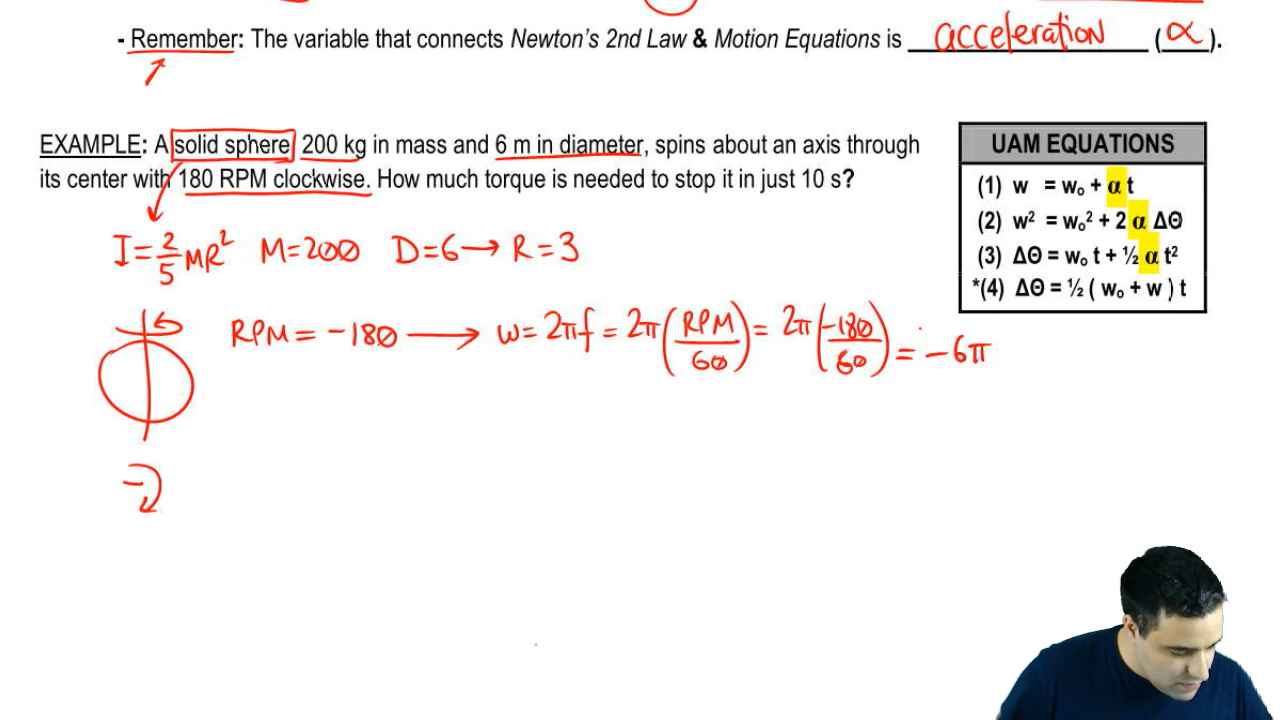 - Remember: The variable that connects Newton's 2nd Law & Motion Equations is acceleration (α).
EXAMPLE: A solid sphere 200 kg in mass and 6 m in diameter, spins about an axis through
its center with 180 RPM clockwise. How much torque is needed to stop it in just 10 s?
I = 2/5 MR² M=200 D=6 → R=3
RPM = -180 → w = 2πf = 2π(RPM/60) = 2π(-180/60) = -6π
-
UAM EQUATIONS
(1) w = wₒ + α t
(2) w² = wₒ² + 2 α ΔΘ
(3) ΔΘ = wₒ t + ½ α t²
*(4) ΔΘ = ½ ( wₒ + w ) t